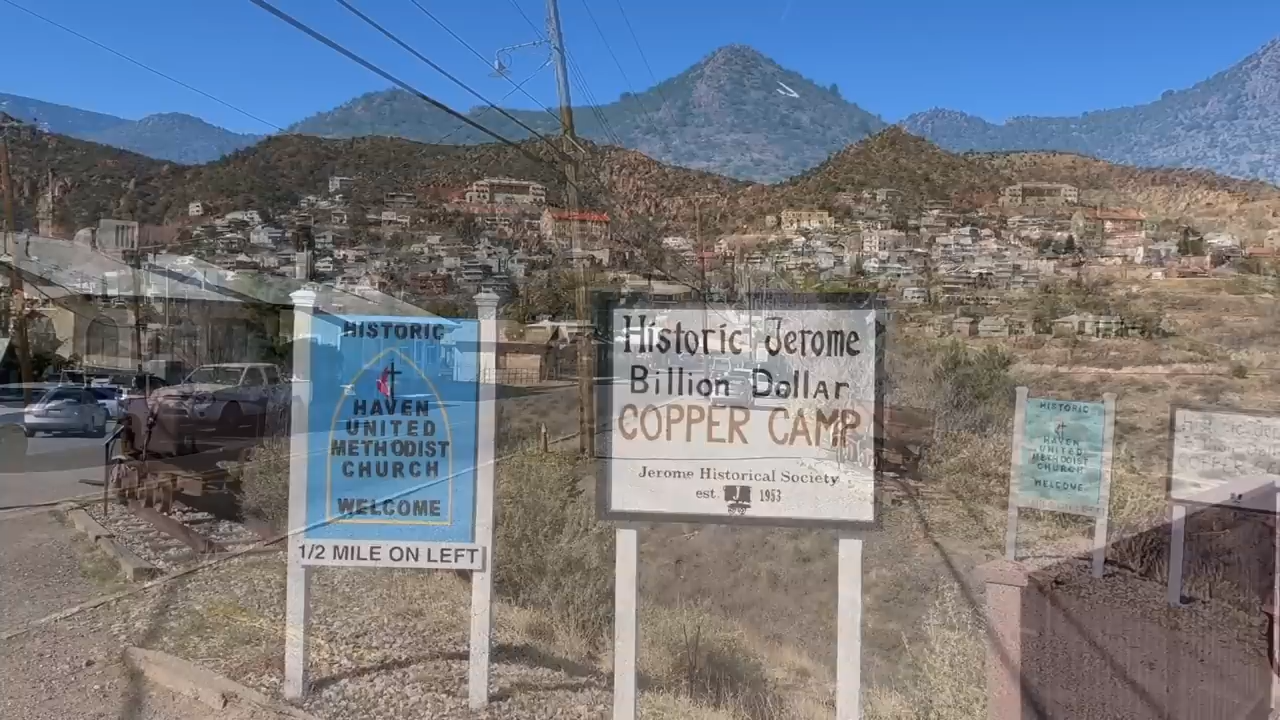 HISTORIC
HAVEN
UNITED
METHODIST
CHURCH
WELCOME
1/2 MILE ON LEFT
Historic Jerome
Billion Dollar
COPPER CAMP
Jerome Historical Society
est. J 1953
HISTORIC
HAVEN
UNITED
METHODIST
CHURCH
WELCOME
J